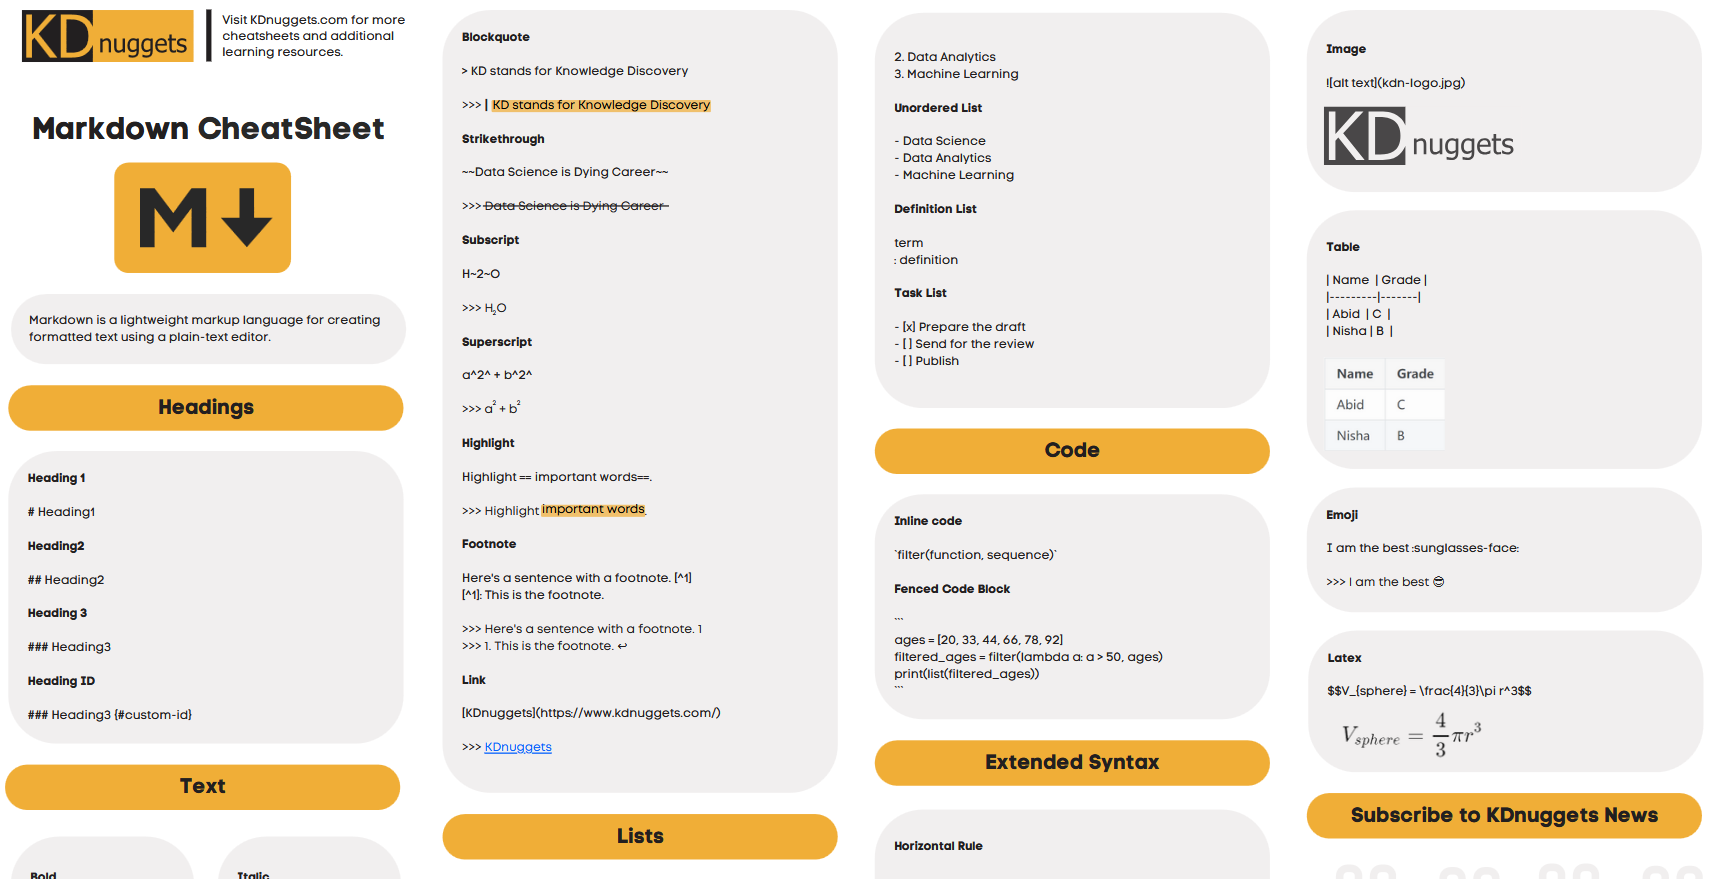 KDnuggets
Visit KDnuggets.com for more
cheatsheets and additional
learning resources.
Markdown CheatSheet
M
Markdown is a lightweight markup language for creating
formatted text using a plain-text editor.
Headings
Heading 1
# Heading1
Heading2
## Heading2
Heading 3
### Heading3
Heading ID
### Heading3 {#custom-id}
Text
Bold
Italic
Blockquote
> KD stands for Knowledge Discovery
>>> | KD stands for Knowledge Discovery
Strikethrough
~~Data Science is Dying Career~~
>>> Data Science is Dying Career
Subscript
H~2~O
>>> H₂O
Superscript
a^2^ + b^2^
>>> a² + b²
Highlight
Highlight == important words==.
>>> Highlight important words.
Footnote
Here's a sentence with a footnote. [^1]
[^1]: This is the footnote.
>>> Here's a sentence with a footnote. 1
>>> 1. This is the footnote. ↩
Link
[KDnuggets](https://www.kdnuggets.com/)
>>> KDnuggets
Lists
2. Data Analytics
3. Machine Learning
Unordered List
- Data Science
- Data Analytics
- Machine Learning
Definition List
term
: definition
Task List
- [x] Prepare the draft
- [ ] Send for the review
- [ ] Publish
Code
Inline code
`filter(function, sequence)`
Fenced Code Block
```
ages = [20, 33, 44, 66, 78, 92]
filtered_ages = filter(lambda a: a > 50, ages)
print(list(filtered_ages))
```
Extended Syntax
Horizontal Rule
Image
![alt text](kdn-logo.jpg)
KDnuggets
Table
| Name | Grade |
|---------|-------|
| Abid | C |
| Nisha | B |
Name Grade
Abid C
Nisha B
Emoji
I am the best :sunglasses-face:
>>> I am the best 😎
Latex
$$V_{sphere} = \frac{4}{3}\pi r^3$$
V_sphere = 4/3 πr³
Subscribe to KDnuggets News